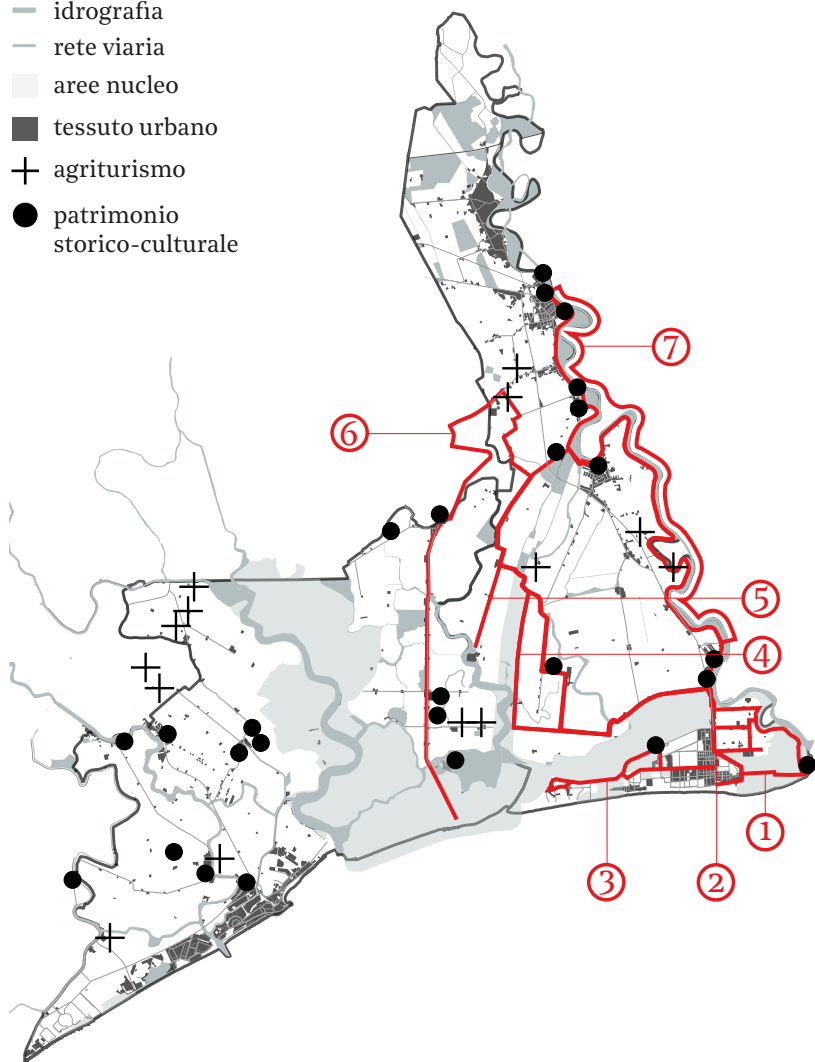 idrografia
rete viaria
aree nucleo
tessuto urbano
agriturismo
patrimonio
storico-culturale
7
6
5
4
1
3
2